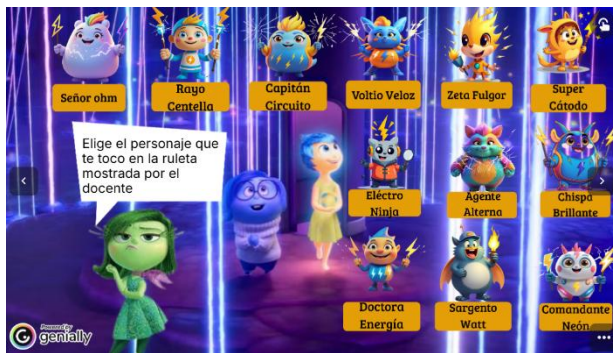 Señor ohm
Rayo
Centella
Capitán
Circuito
Voltio Veloz
Zeta Fulgor
Super
Cátodo
Elige el personaje que
te toco en la ruleta
mostrada por el
docente
Eléctro
Ninja
Agente
Alterna
Chispa
Brillante
Doctora
Energía
Sargento
Watt
Comandante
Neón
Powered by
genially